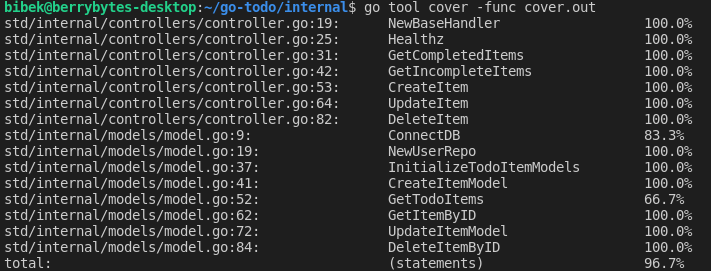 bibek@berrybytes-desktop:~/go-todo/internal$ go tool cover -func cover.out
std/internal/controllers/controller.go:19: NewBaseHandler 100.0%
std/internal/controllers/controller.go:25: Healthz 100.0%
std/internal/controllers/controller.go:31: GetCompletedItems 100.0%
std/internal/controllers/controller.go:42: GetIncompleteItems 100.0%
std/internal/controllers/controller.go:53: CreateItem 100.0%
std/internal/controllers/controller.go:64: UpdateItem 100.0%
std/internal/controllers/controller.go:82: DeleteItem 100.0%
std/internal/models/model.go:9: ConnectDB 83.3%
std/internal/models/model.go:19: NewUserRepo 100.0%
std/internal/models/model.go:37: InitializeTodoItemModels 100.0%
std/internal/models/model.go:41: CreateItemModel 100.0%
std/internal/models/model.go:52: GetTodoItems 66.7%
std/internal/models/model.go:62: GetItemByID 100.0%
std/internal/models/model.go:72: UpdateItemModel 100.0%
std/internal/models/model.go:84: DeleteItemByID 100.0%
total: (statements) 96.7%